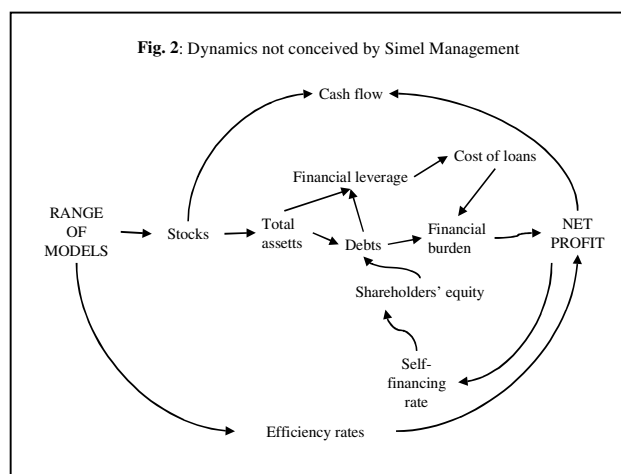 Fig. 2: Dynamics not conceived by Simel Management
Cash flow
Cost of loans
Financial leverage
RANGE
OF
MODELS
Stocks
Total
assetts
Debts
Financial
burden
NET
PROFIT
Shareholders' equity
Self-
financing
rate
Efficiency rates